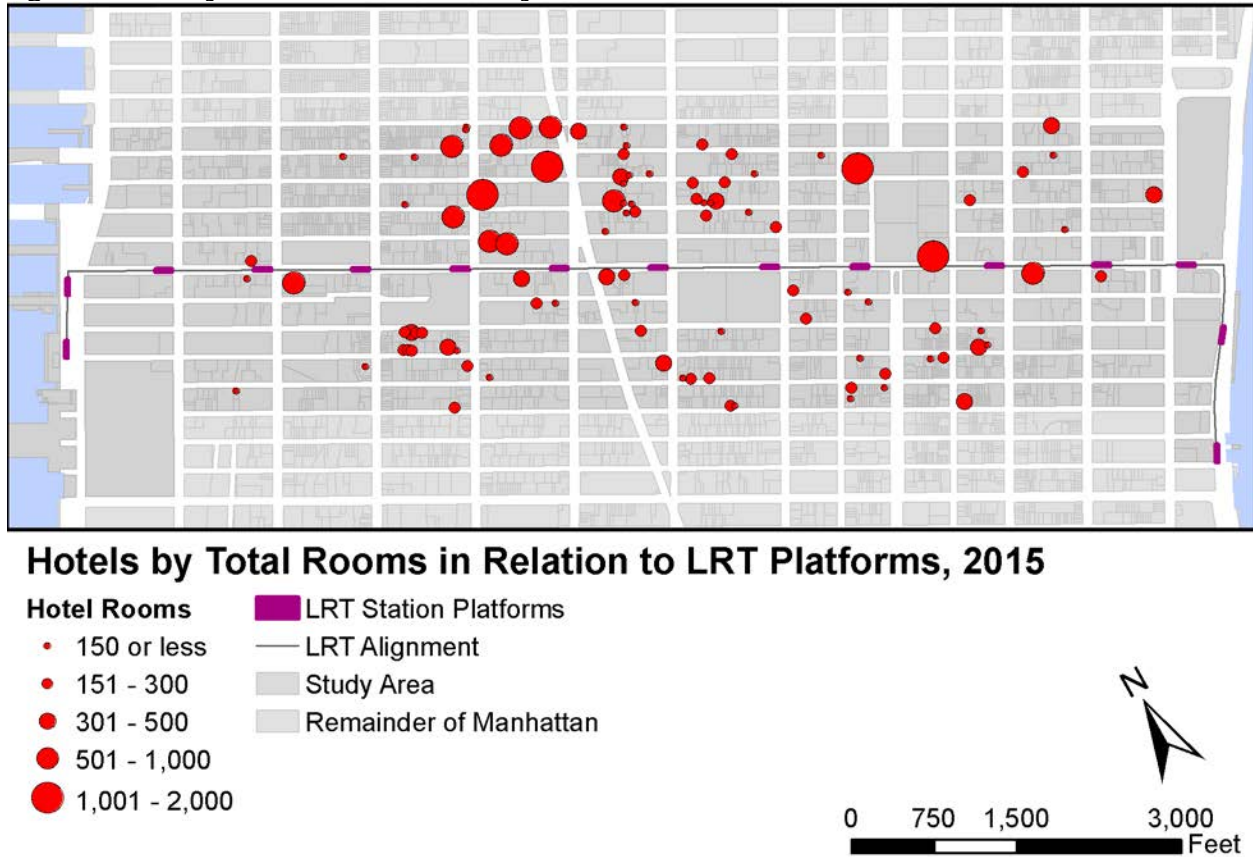 Hotels by Total Rooms in Relation to LRT Platforms, 2015
Hotel Rooms
150 or less
151 - 300
301 - 500
501 - 1,000
1,001 - 2,000
LRT Station Platforms
LRT Alignment
Study Area
Remainder of Manhattan
N
0 750 1,500 3,000
Feet